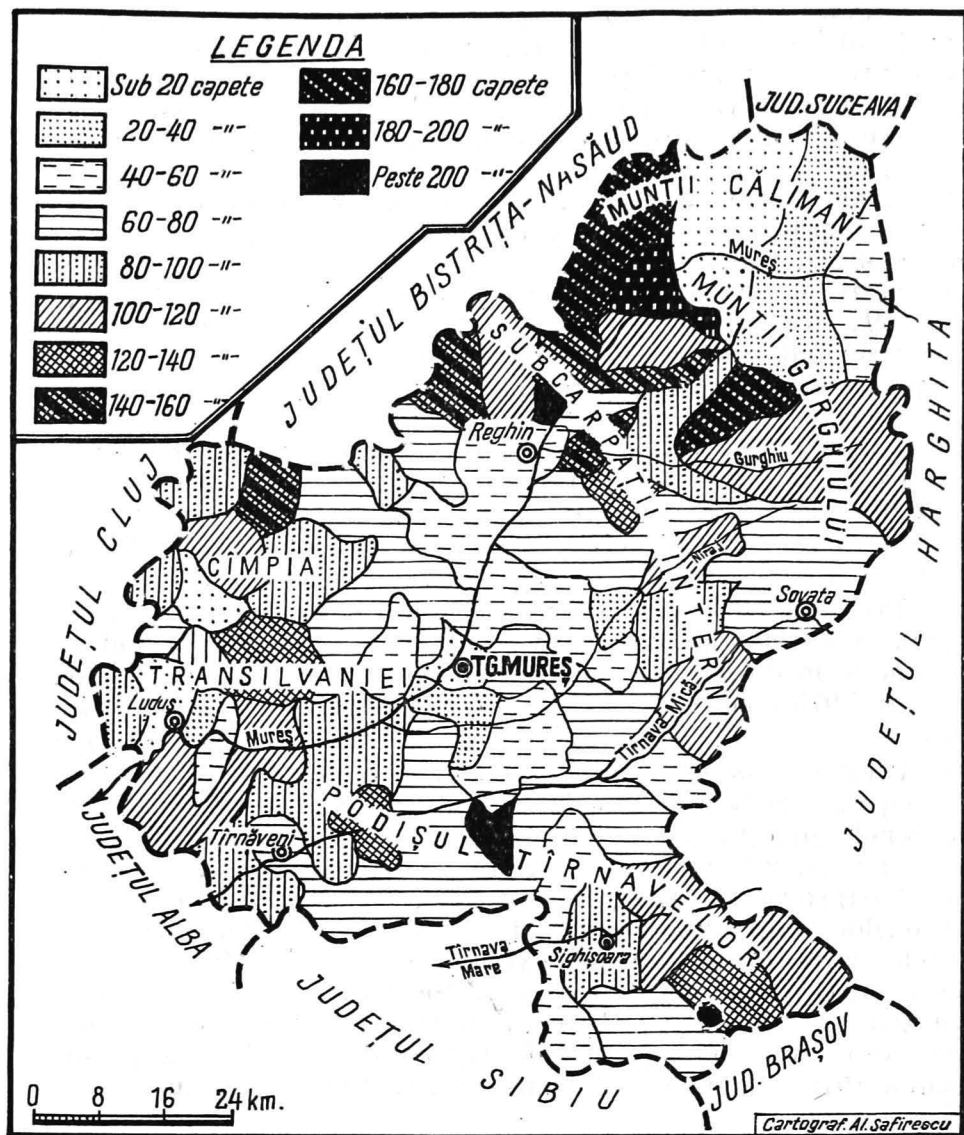 LEGENDA
Sub 20 capete
20-40 -"-
40-60 -"-
60-80 -"-
80-100 -"-
100-120 -"-
120-140 -"-
140-160 -"-
160-180 capete
180-200 -"-
Peste 200 -"-
JUD. SUCEAVA
JUDEȚUL BISTRIȚA-NĂSĂUD
MUNȚII CĂLIMANI
Mureș
MUNȚII GURGHIULUI
SUBCARPAȚII INTERNI
Reghin
Gurghiu
JUDEȚUL HARGHITA
JUDEȚUL CLUJ
CÎMPIA
TRANSILVANIEI
Niraj
Sovata
TG. MUREȘ
Luduș
Mureș
Tîrnava Mică
PODIȘUL TÎRNAVELOR
Tîrnăveni
JUDEȚUL ALBA
Tîrnava
Mare
Sighișoara
JUDEȚUL SIBIU
JUD. BRAȘOV
0 8 16 24 km.
Cartograf. Al. Safirescu